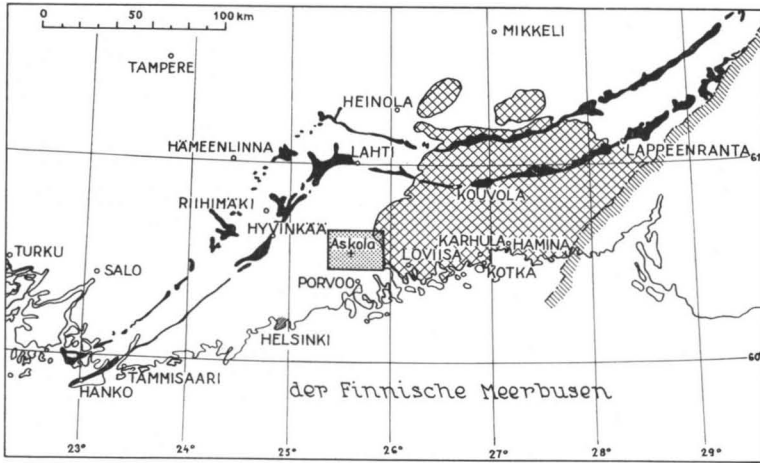 0 50 100 km
MIKKELI
TAMPERE
HEINOLA
HÄMEENLINNA
LAHTI
LAPPEENRANTA
61
RIIHIMÄKI
KOUVOLA
HYVINKÄÄ
Askola
KARHULA
HAMINA
TURKU
LOVIISA
SALO
KOTKA
PORVOO
HELSINKI
60
TAMMISAARI
HANKO
der Finnische Meerbusen
23° 24° 25° 26° 27° 28° 29°